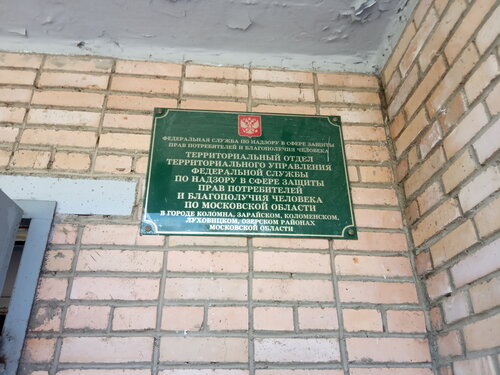 ФЕДЕРАЛЬНАЯ СЛУЖБА ПО НАДЗОРУ В СФЕРЕ ЗАЩИТЫ
ПРАВ ПОТРЕБИТЕЛЕЙ И БЛАГОПОЛУЧИЯ ЧЕЛОВЕКА
ТЕРРИТОРИАЛЬНЫЙ ОТДЕЛ
ТЕРРИТОРИАЛЬНОГО УПРАВЛЕНИЯ
ФЕДЕРАЛЬНОЙ СЛУЖБЫ
ПО НАДЗОРУ В СФЕРЕ ЗАЩИТЫ
ПРАВ ПОТРЕБИТЕЛЕЙ
И БЛАГОПОЛУЧИЯ ЧЕЛОВЕКА
ПО МОСКОВСКОЙ ОБЛАСТИ
В ГОРОДЕ КОЛОМНА, ЗАРАЙСКОМ, КОЛОМЕНСКОМ,
ЛУХОВИЦКОМ, ОЗЕРСКОМ РАЙОНАХ
МОСКОВСКОЙ ОБЛАСТИ